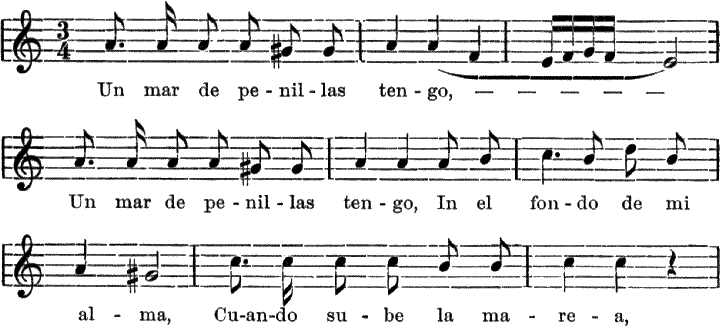 3
4
Un mar de pe - nil - las ten - go, — — — — —
Un mar de pe - nil - las ten - go, In el fon - do de mi
al - ma, Cu-an-do su - be la ma - re - a,